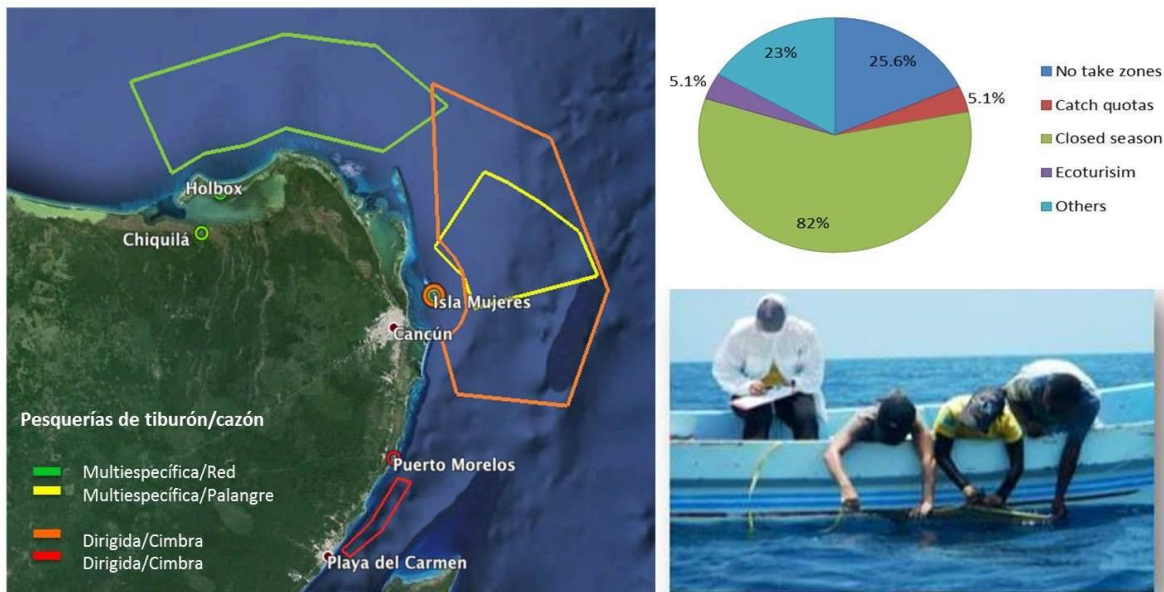 Holbox
Chiquilá
Isla Mujeres
Cancún
Puerto Morelos
Playa del Carmen
Pesquerías de tiburón/cazón
Multiespecífica/Red
Multiespecífica/Palangre
Dirigida/Cimbra
Dirigida/Cimbra
23%
25.6%
5.1%
5.1%
82%
No take zones
Catch quotas
Closed season
Ecoturisim
Others